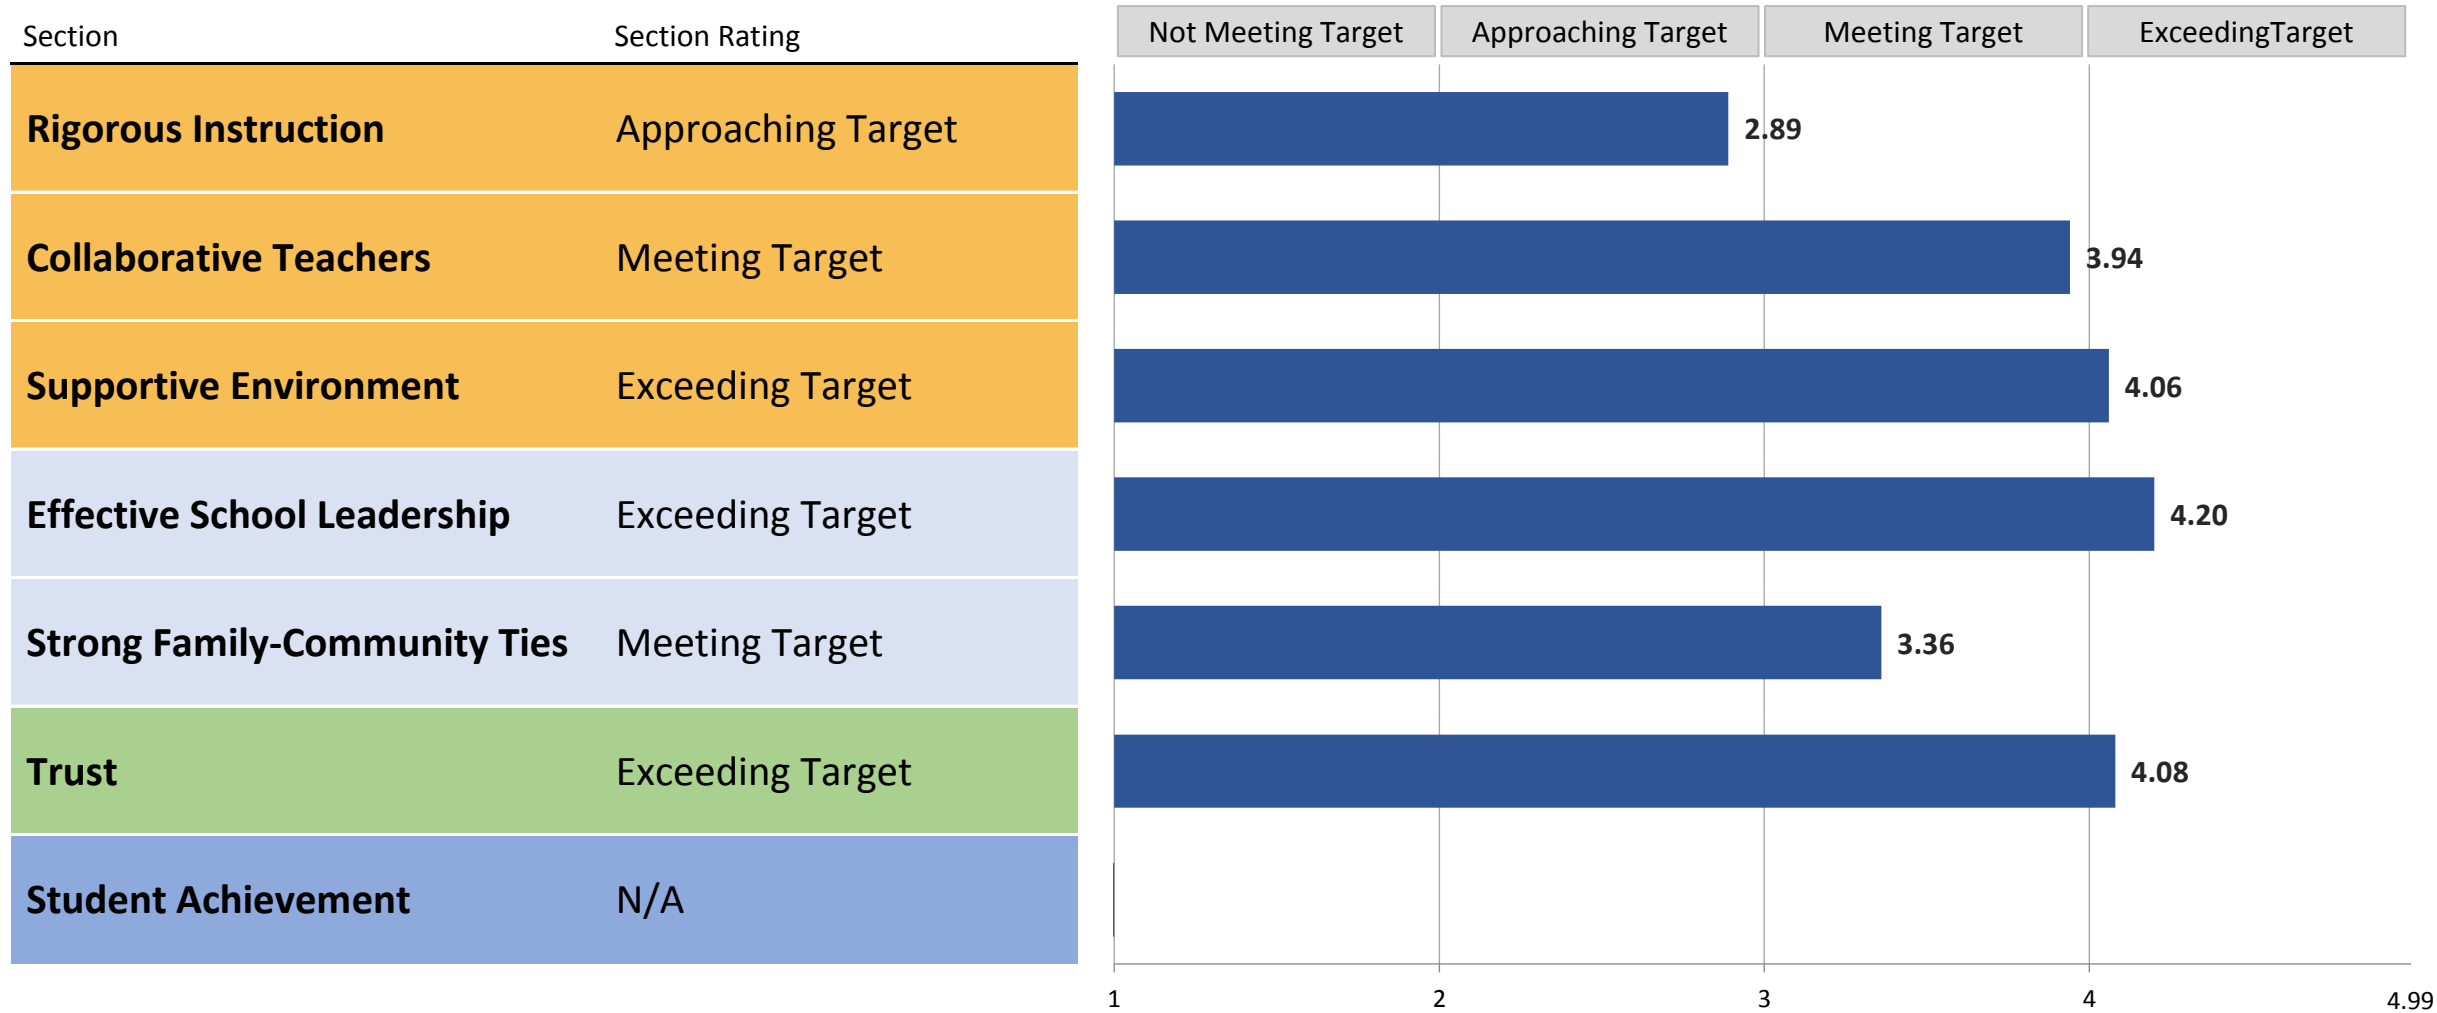 Section Section Rating Not Meeting Target Approaching Target Meeting Target ExceedingTarget
Rigorous Instruction Approaching Target 2.89
Collaborative Teachers Meeting Target 3.94
Supportive Environment Exceeding Target 4.06
Effective School Leadership Exceeding Target 4.20
Strong Family-Community Ties Meeting Target 3.36
Trust Exceeding Target 4.08
Student Achievement N/A
1 2 3 4 4.99